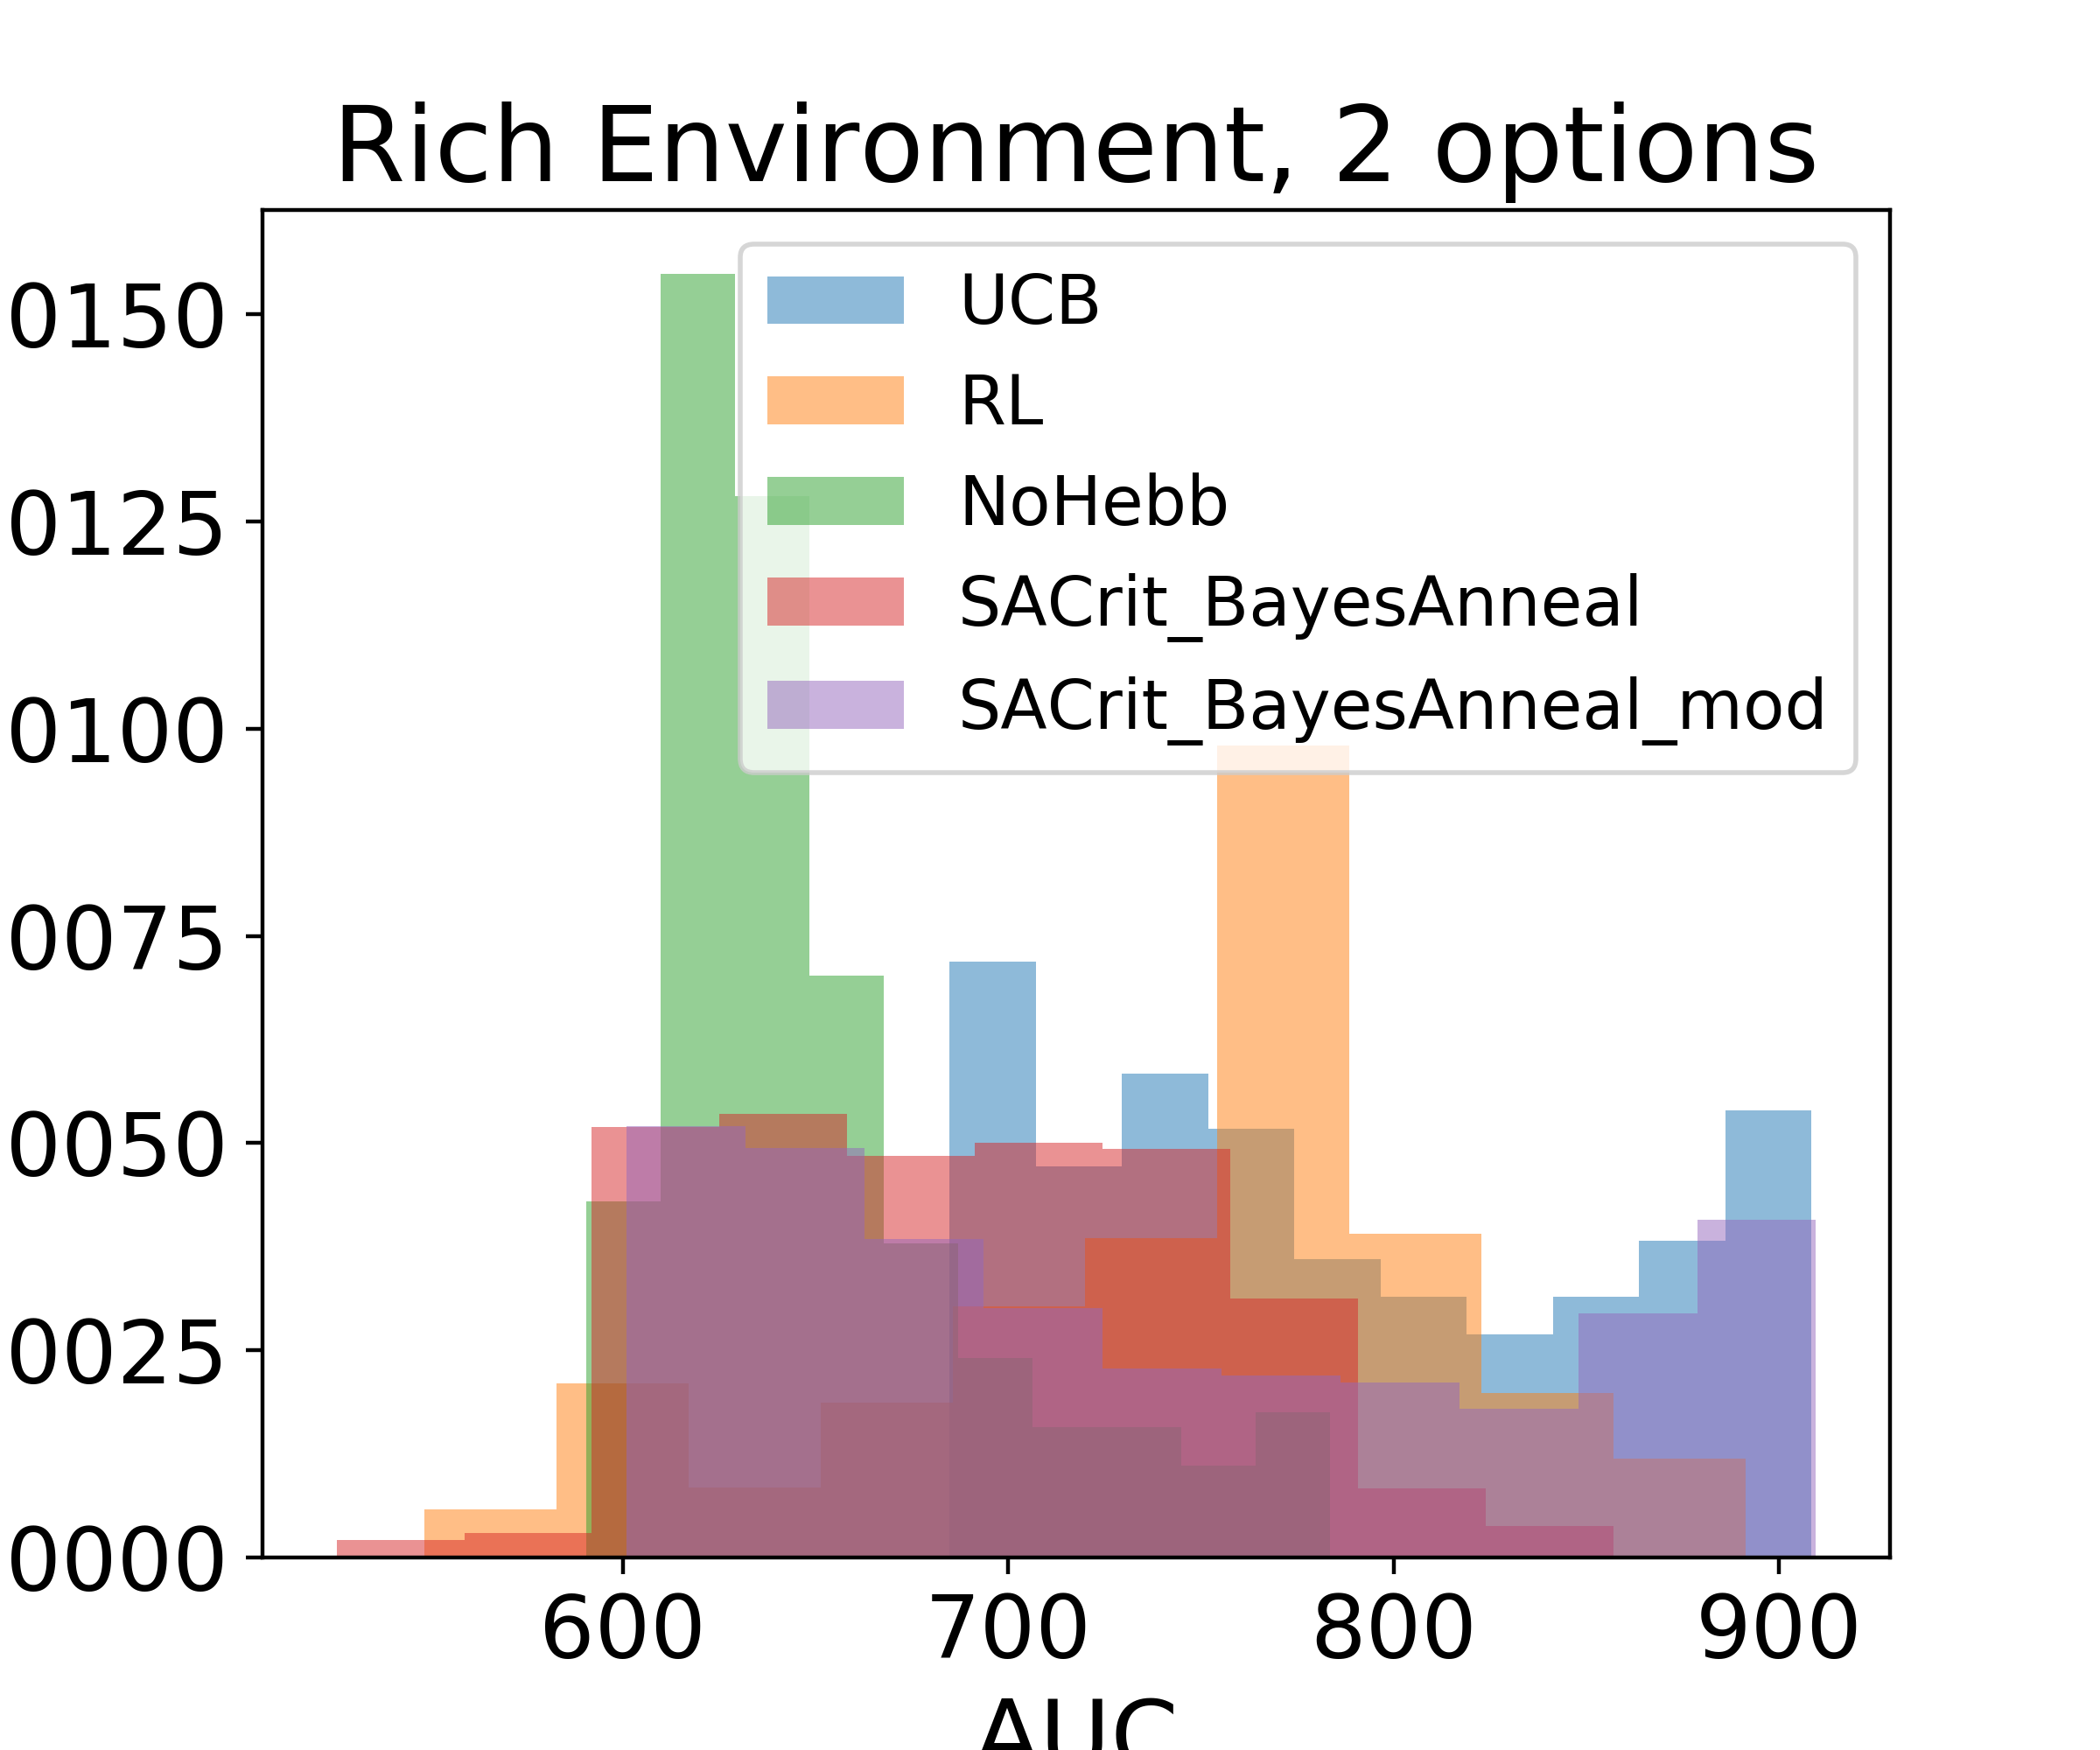 Rich Environment, 2 options
UCB
RL
NoHebb
SACrit_BayesAnneal
SACrit_BayesAnneal_mod
0150
0125
0100
0075
0050
0025
0000
600 700 800 900
AUC